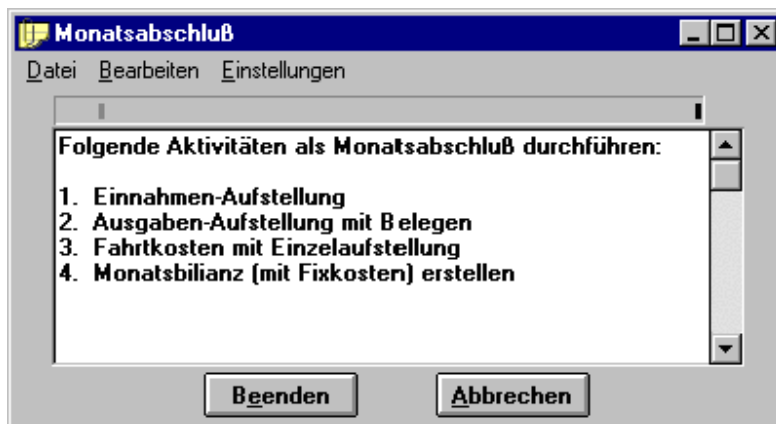 Monatsabschluß
Datei Bearbeiten Einstellungen
Folgende Aktivitäten als Monatsabschluß durchführen:
1. Einnahmen-Aufstellung
2. Ausgaben-Aufstellung mit Belegen
3. Fahrtkosten mit Einzelaufstellung
4. Monatsbilianz (mit Fixkosten) erstellen
Beenden Abbrechen